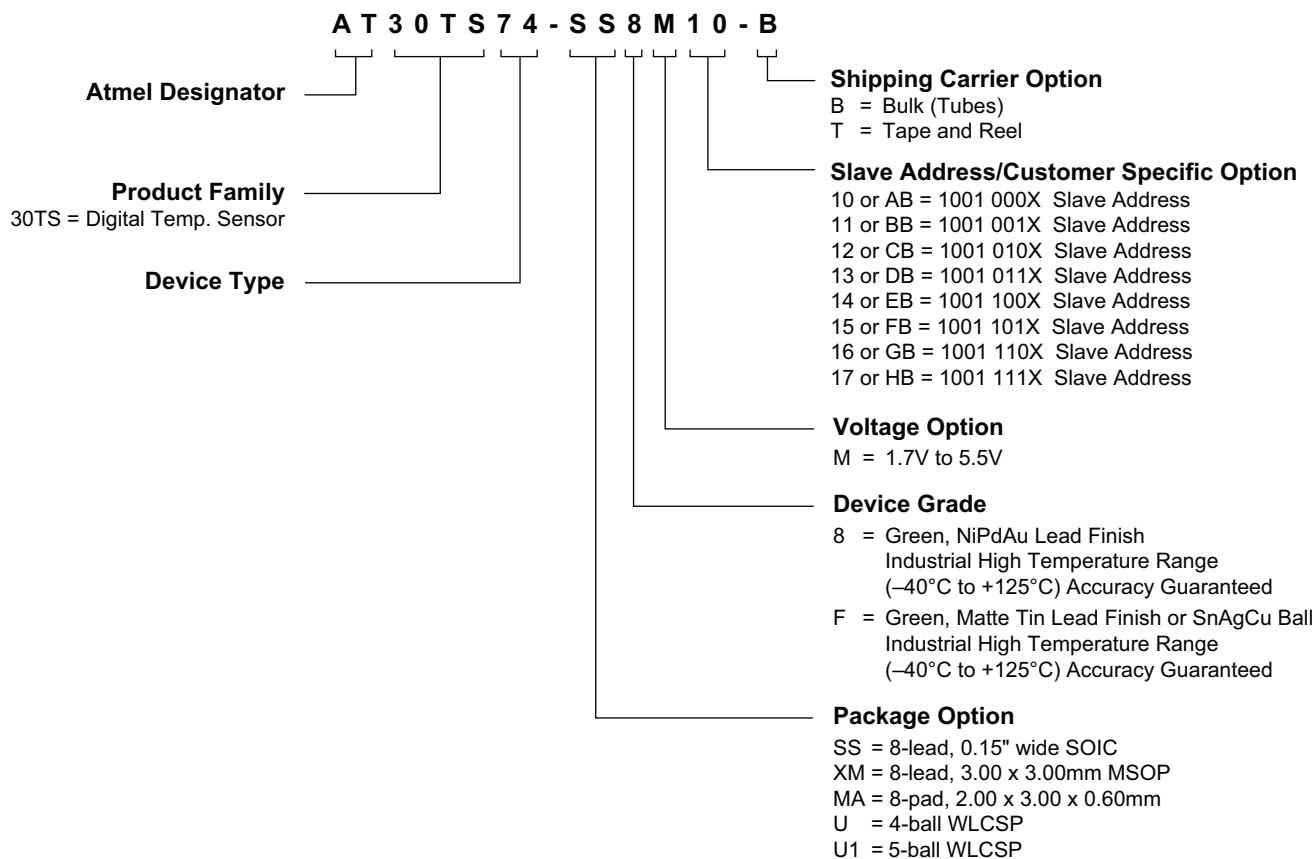 AT30TS74-SS8M10-B
Atmel Designator
Product Family
30TS = Digital Temp. Sensor
Device Type
Shipping Carrier Option
B = Bulk (Tubes)
T = Tape and Reel
Slave Address/Customer Specific Option
10 or AB = 1001 000X Slave Address
11 or BB = 1001 001X Slave Address
12 or CB = 1001 010X Slave Address
13 or DB = 1001 011X Slave Address
14 or EB = 1001 100X Slave Address
15 or FB = 1001 101X Slave Address
16 or GB = 1001 110X Slave Address
17 or HB = 1001 111X Slave Address
Voltage Option
M = 1.7V to 5.5V
Device Grade
8 = Green, NiPdAu Lead Finish
Industrial High Temperature Range
(–40°C to +125°C) Accuracy Guaranteed
F = Green, Matte Tin Lead Finish or SnAgCu Ball
Industrial High Temperature Range
(–40°C to +125°C) Accuracy Guaranteed
Package Option
SS = 8-lead, 0.15" wide SOIC
XM = 8-lead, 3.00 x 3.00mm MSOP
MA = 8-pad, 2.00 x 3.00 x 0.60mm
U = 4-ball WLCSP
U1 = 5-ball WLCSP